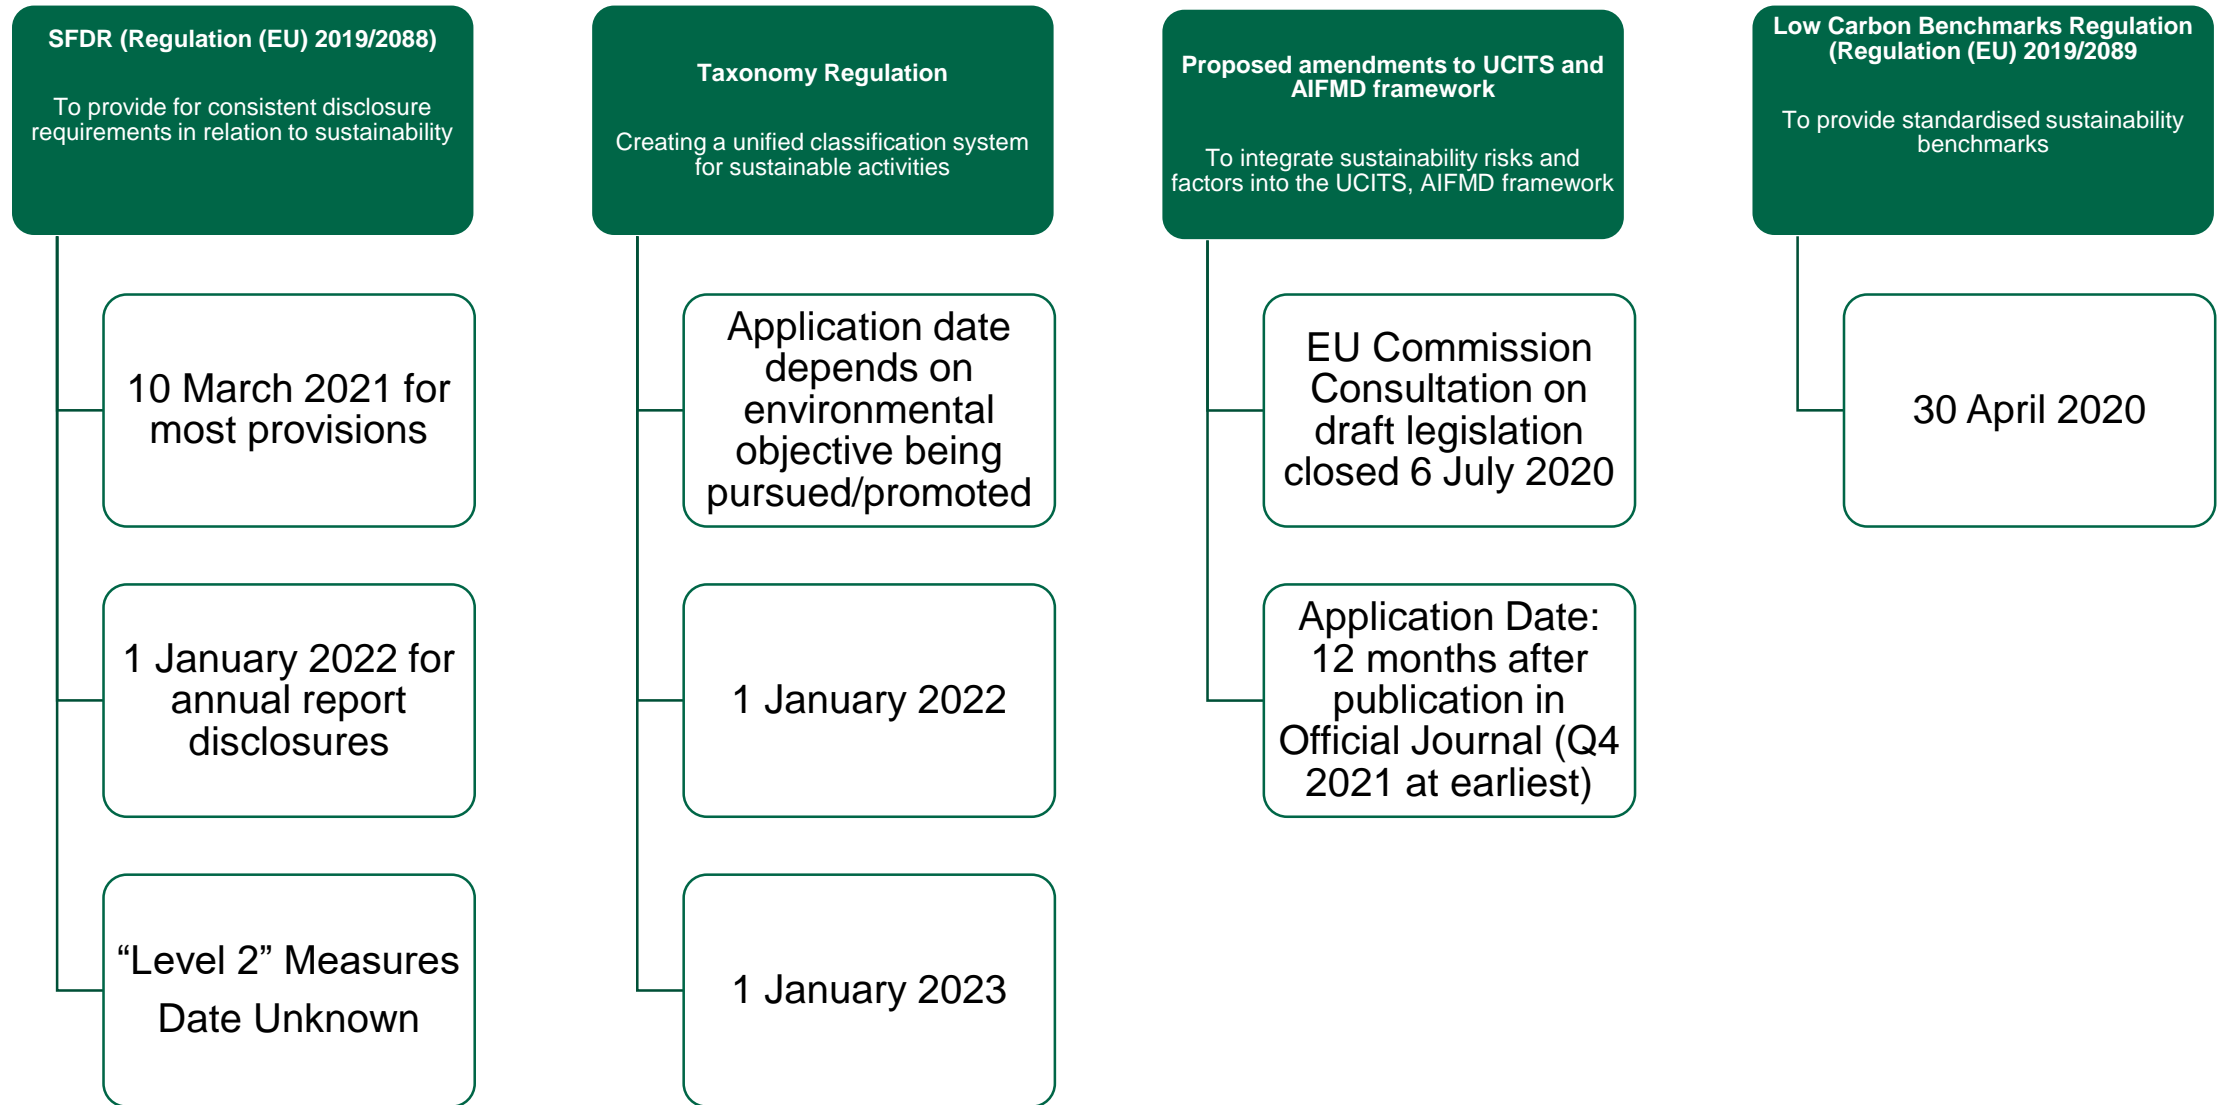 SFDR (Regulation (EU) 2019/2088)
To provide for consistent disclosure
requirements in relation to sustainability
10 March 2021 for
most provisions
1 January 2022 for
annual report
disclosures
“Level 2” Measures
Date Unknown
Taxonomy Regulation
Creating a unified classification system
for sustainable activities
Application date
depends on
environmental
objective being
pursued/promoted
1 January 2022
1 January 2023
Proposed amendments to UCITS and
AIFMD framework
To integrate sustainability risks and
factors into the UCITS, AIFMD framework
EU Commission
Consultation on
draft legislation
closed 6 July 2020
Application Date:
12 months after
publication in
Official Journal (Q4
2021 at earliest)
Low Carbon Benchmarks Regulation
(Regulation (EU) 2019/2089
To provide standardised sustainability
benchmarks
30 April 2020